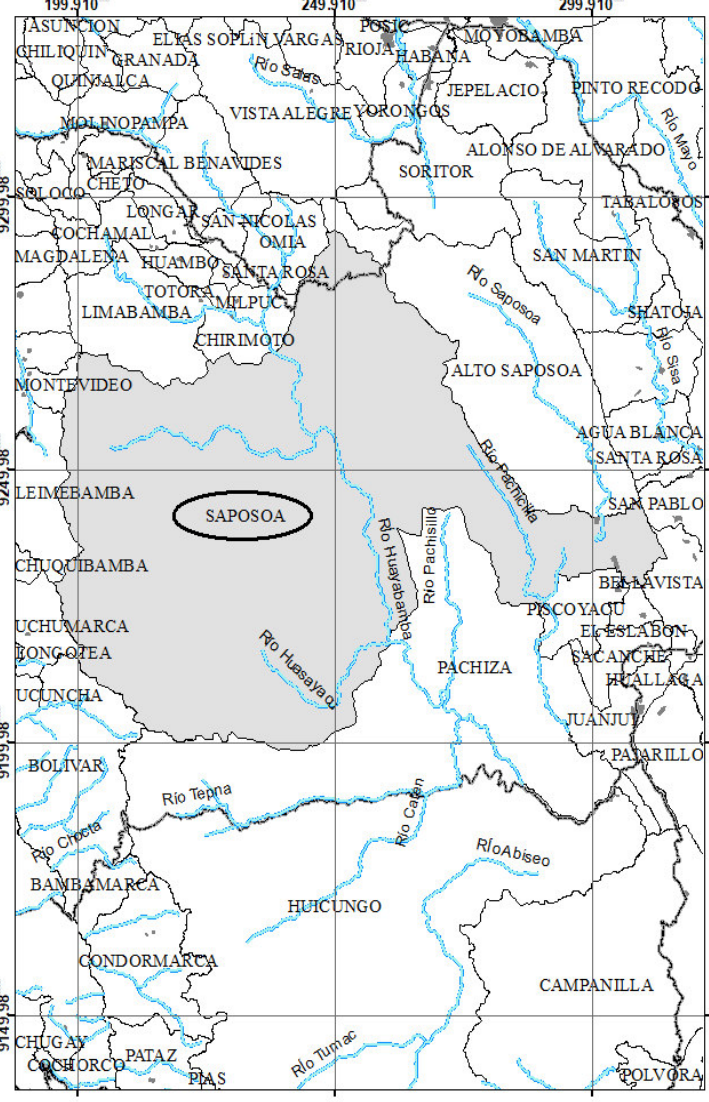 199,910
249,910
299,910
ASUNCION
POSIC
ELIAS SOPLiN VARGAS
MOYOBAMBA
CHILIQUIN
RIOJA
HABANA
GRANADA
Río Salas
QUINJALCA
JEPELACIO
PINTO RECODO
VISTA ALEGRE
YORONGOS
MOLINOPAMPA
Río Mayo
ALONSO DE ALVARADO
MARISCAL BENAVIDES
SORITOR
CHETO
SOLOCO
9299,98
TABALOSOS
LONGAR
SAN NICOLAS
COCHAMAL
OMIA
MAGDALENA
HUAMBO
SAN MARTIN
SANTA ROSA
Río Saposoa
TOTORA
MILPUC
LIMABAMBA
SHATOJA
CHIRIMOTO
Río Sisa
ALTO SAPOSOA
MONTEVIDEO
AGUA BLANCA
SANTA ROSA
9249,98
Río Pachicilla
LEIMEBAMBA
SAN PABLO
SAPOSOA
Río Huayabamba
Río Pachisillo
CHUQUIBAMBA
BELLAVISTA
PISCOYACU
UCHUMARCA
EL ESLABON
LONGOTEA
SACANCHE
Río Huasayaco
PACHIZA
HUALLAGA
UCUNCHA
JUANJUI
9199,98
PAJARILLO
BOLIVAR
Río Tepna
Río Caten
Río Chocta
RÍoAbiseo
BAMBAMARCA
HUICUNGO
CONDORMARCA
CAMPANILLA
9149,98
CHUGAY
Río Tumac
PATAZ
COCHORCO
PIAS
POLVORA